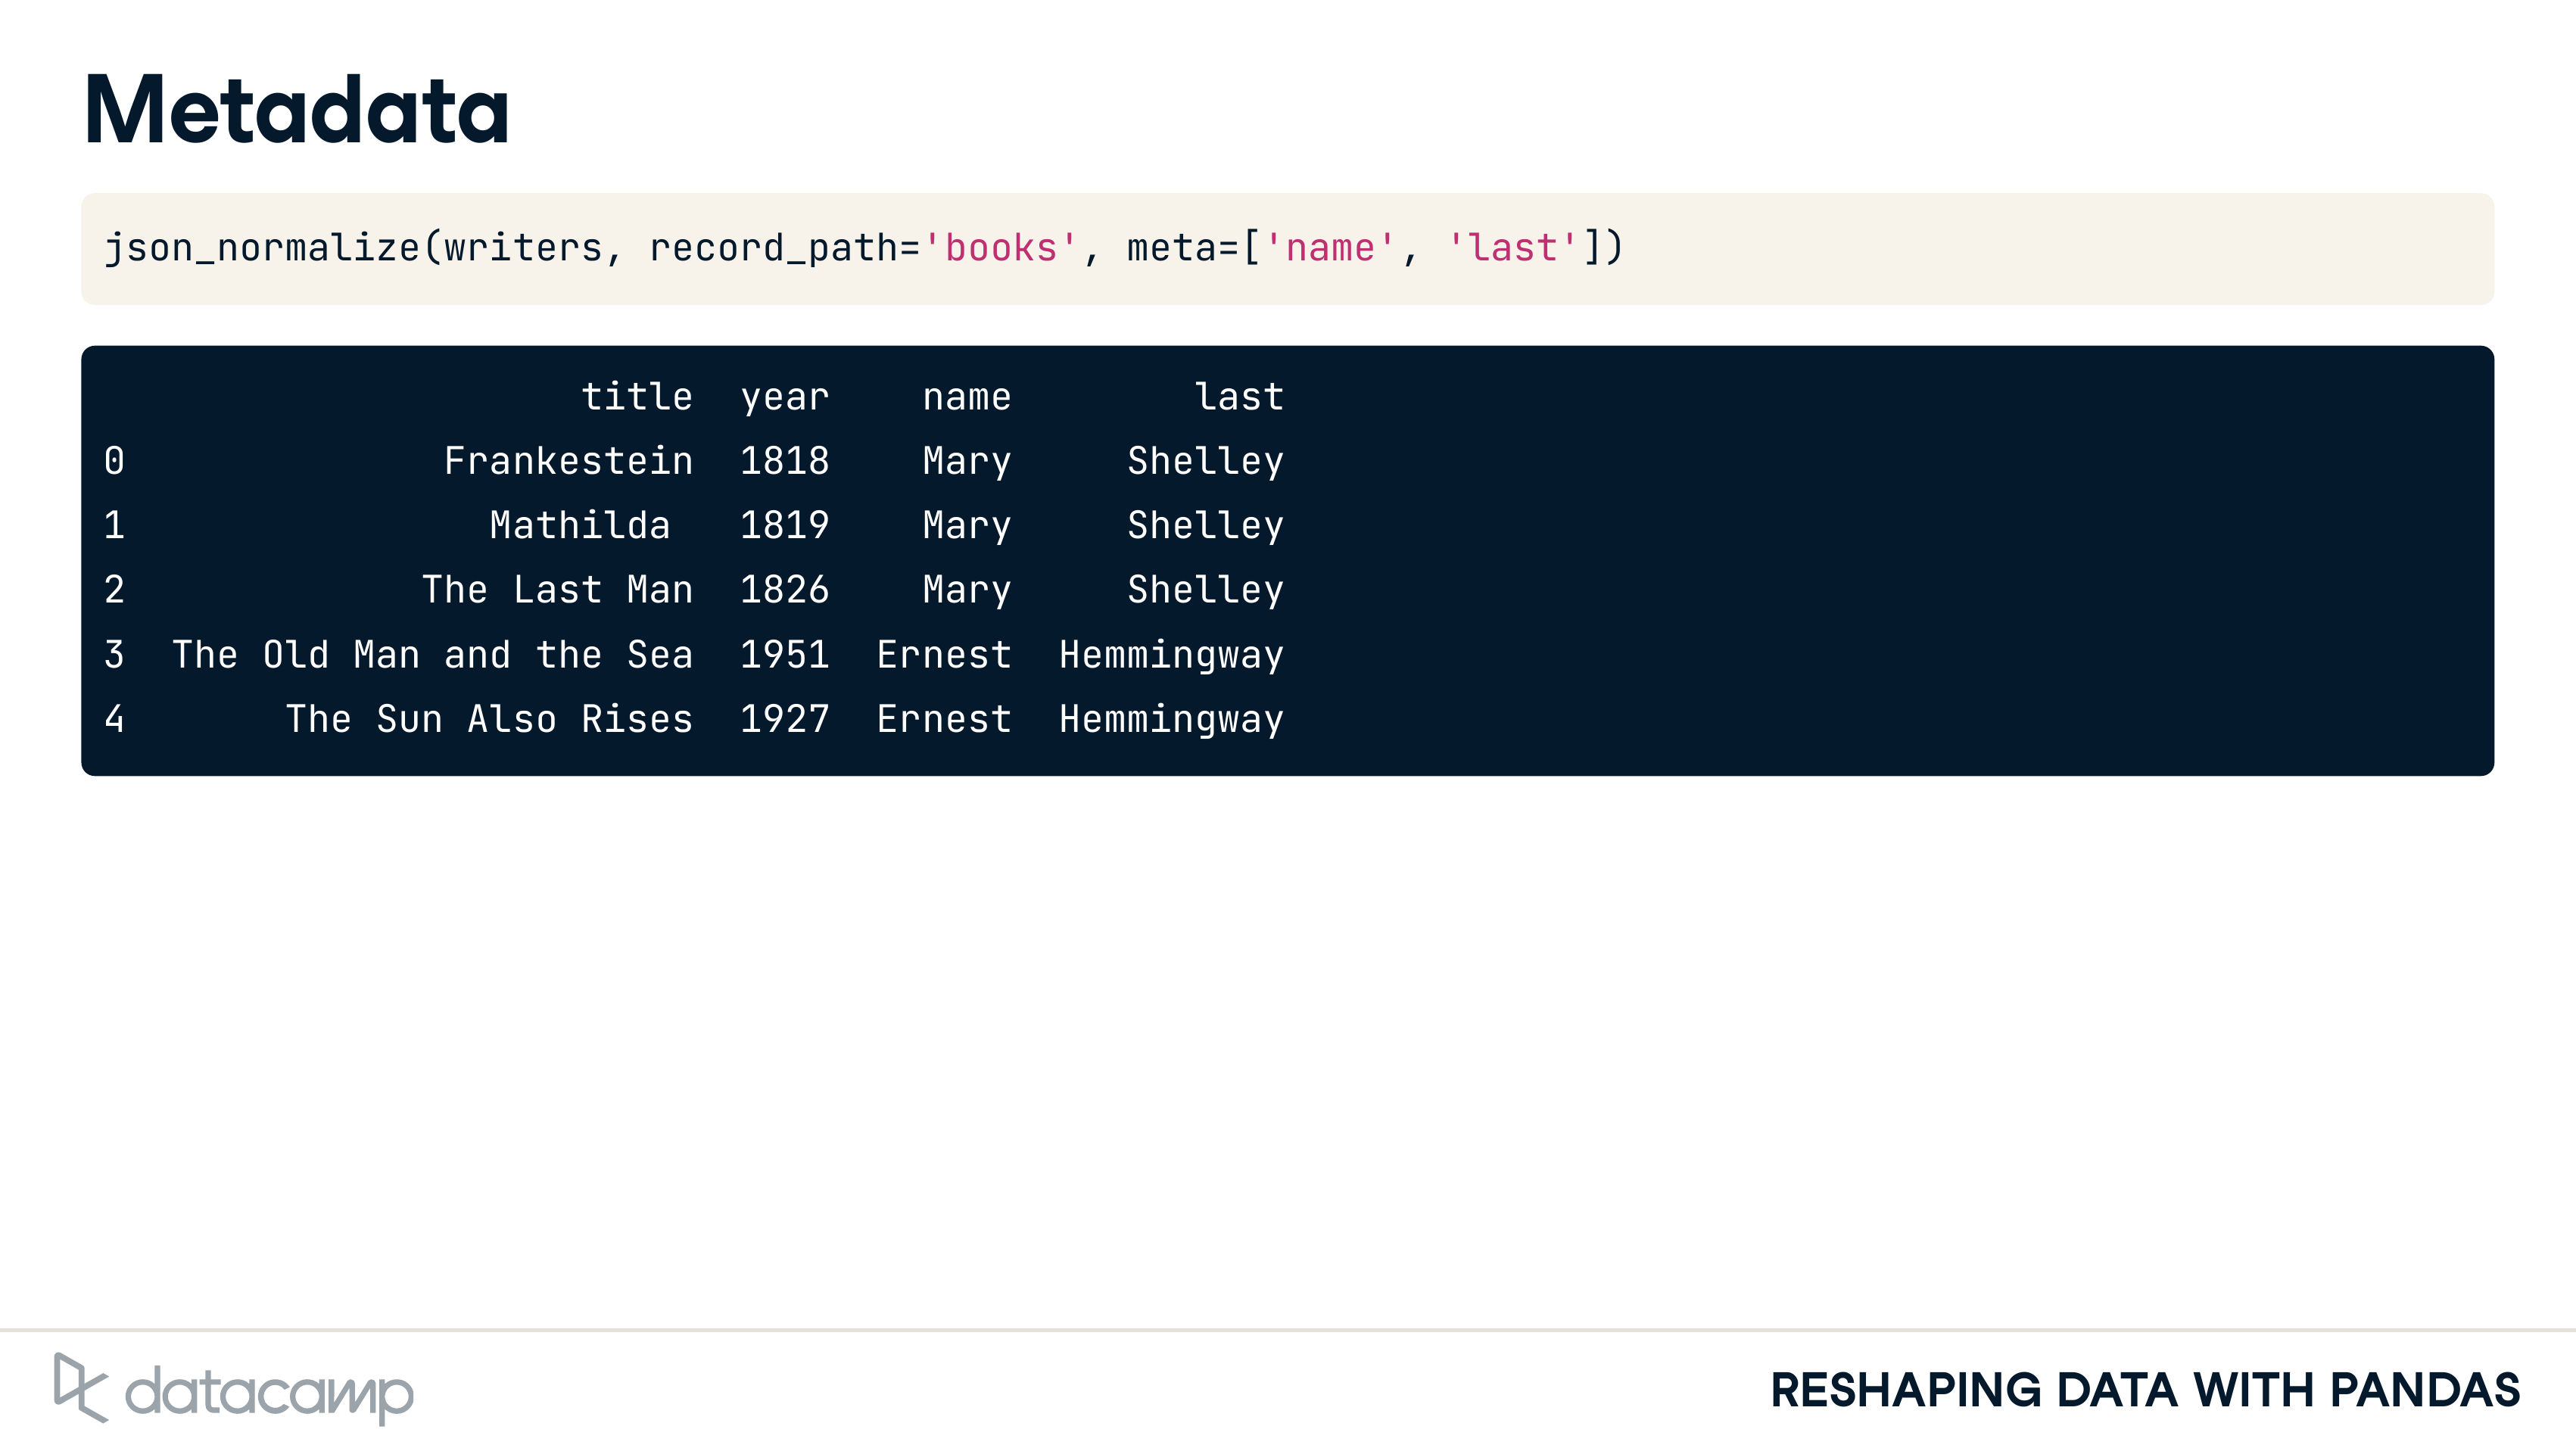 Metadata
json_normalize(writers, record_path='books', meta=['name', 'last'])
title year name last
0 Frankestein 1818 Mary Shelley
1 Mathilda 1819 Mary Shelley
2 The Last Man 1826 Mary Shelley
3 The Old Man and the Sea 1951 Ernest Hemmingway
4 The Sun Also Rises 1927 Ernest Hemmingway
datacamp
RESHAPING DATA WITH PANDAS